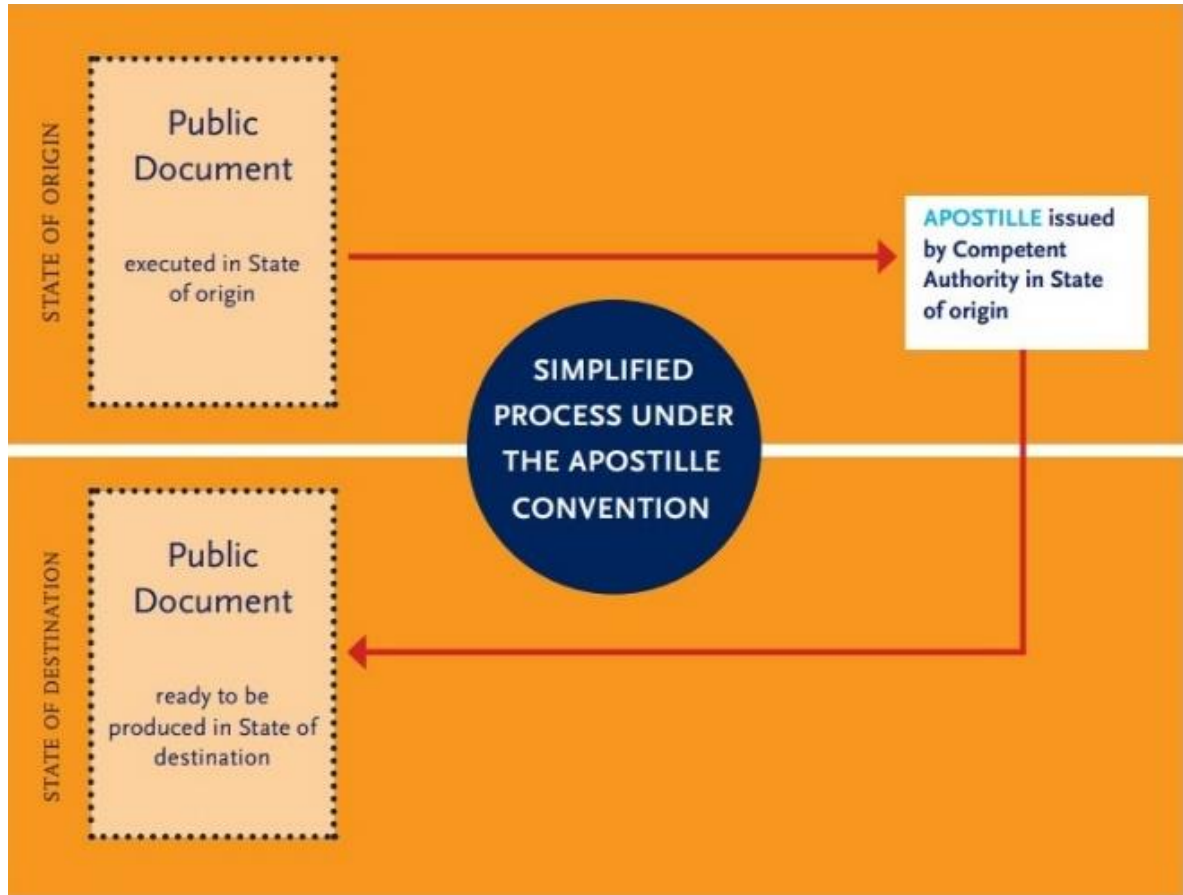 STATE OF ORIGIN
Public
Document
executed in State
of origin
APOSTILLE issued
by Competent
Authority in State
of origin
SIMPLIFIED
PROCESS UNDER
THE APOSTILLE
CONVENTION
STATE OF DESTINATION
Public
Document
ready to be
produced in State of
destination